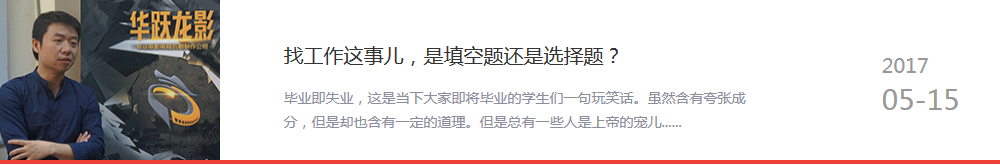 华跃龙影
找工作这事儿，是填空题还是选择题？
毕业即失业，这是当下大家即将毕业的学生们一句玩笑话。虽然含有夸张成
分，但是却也含有一定的道理。但是总有一些人是上帝的宠儿......
2017
05-15